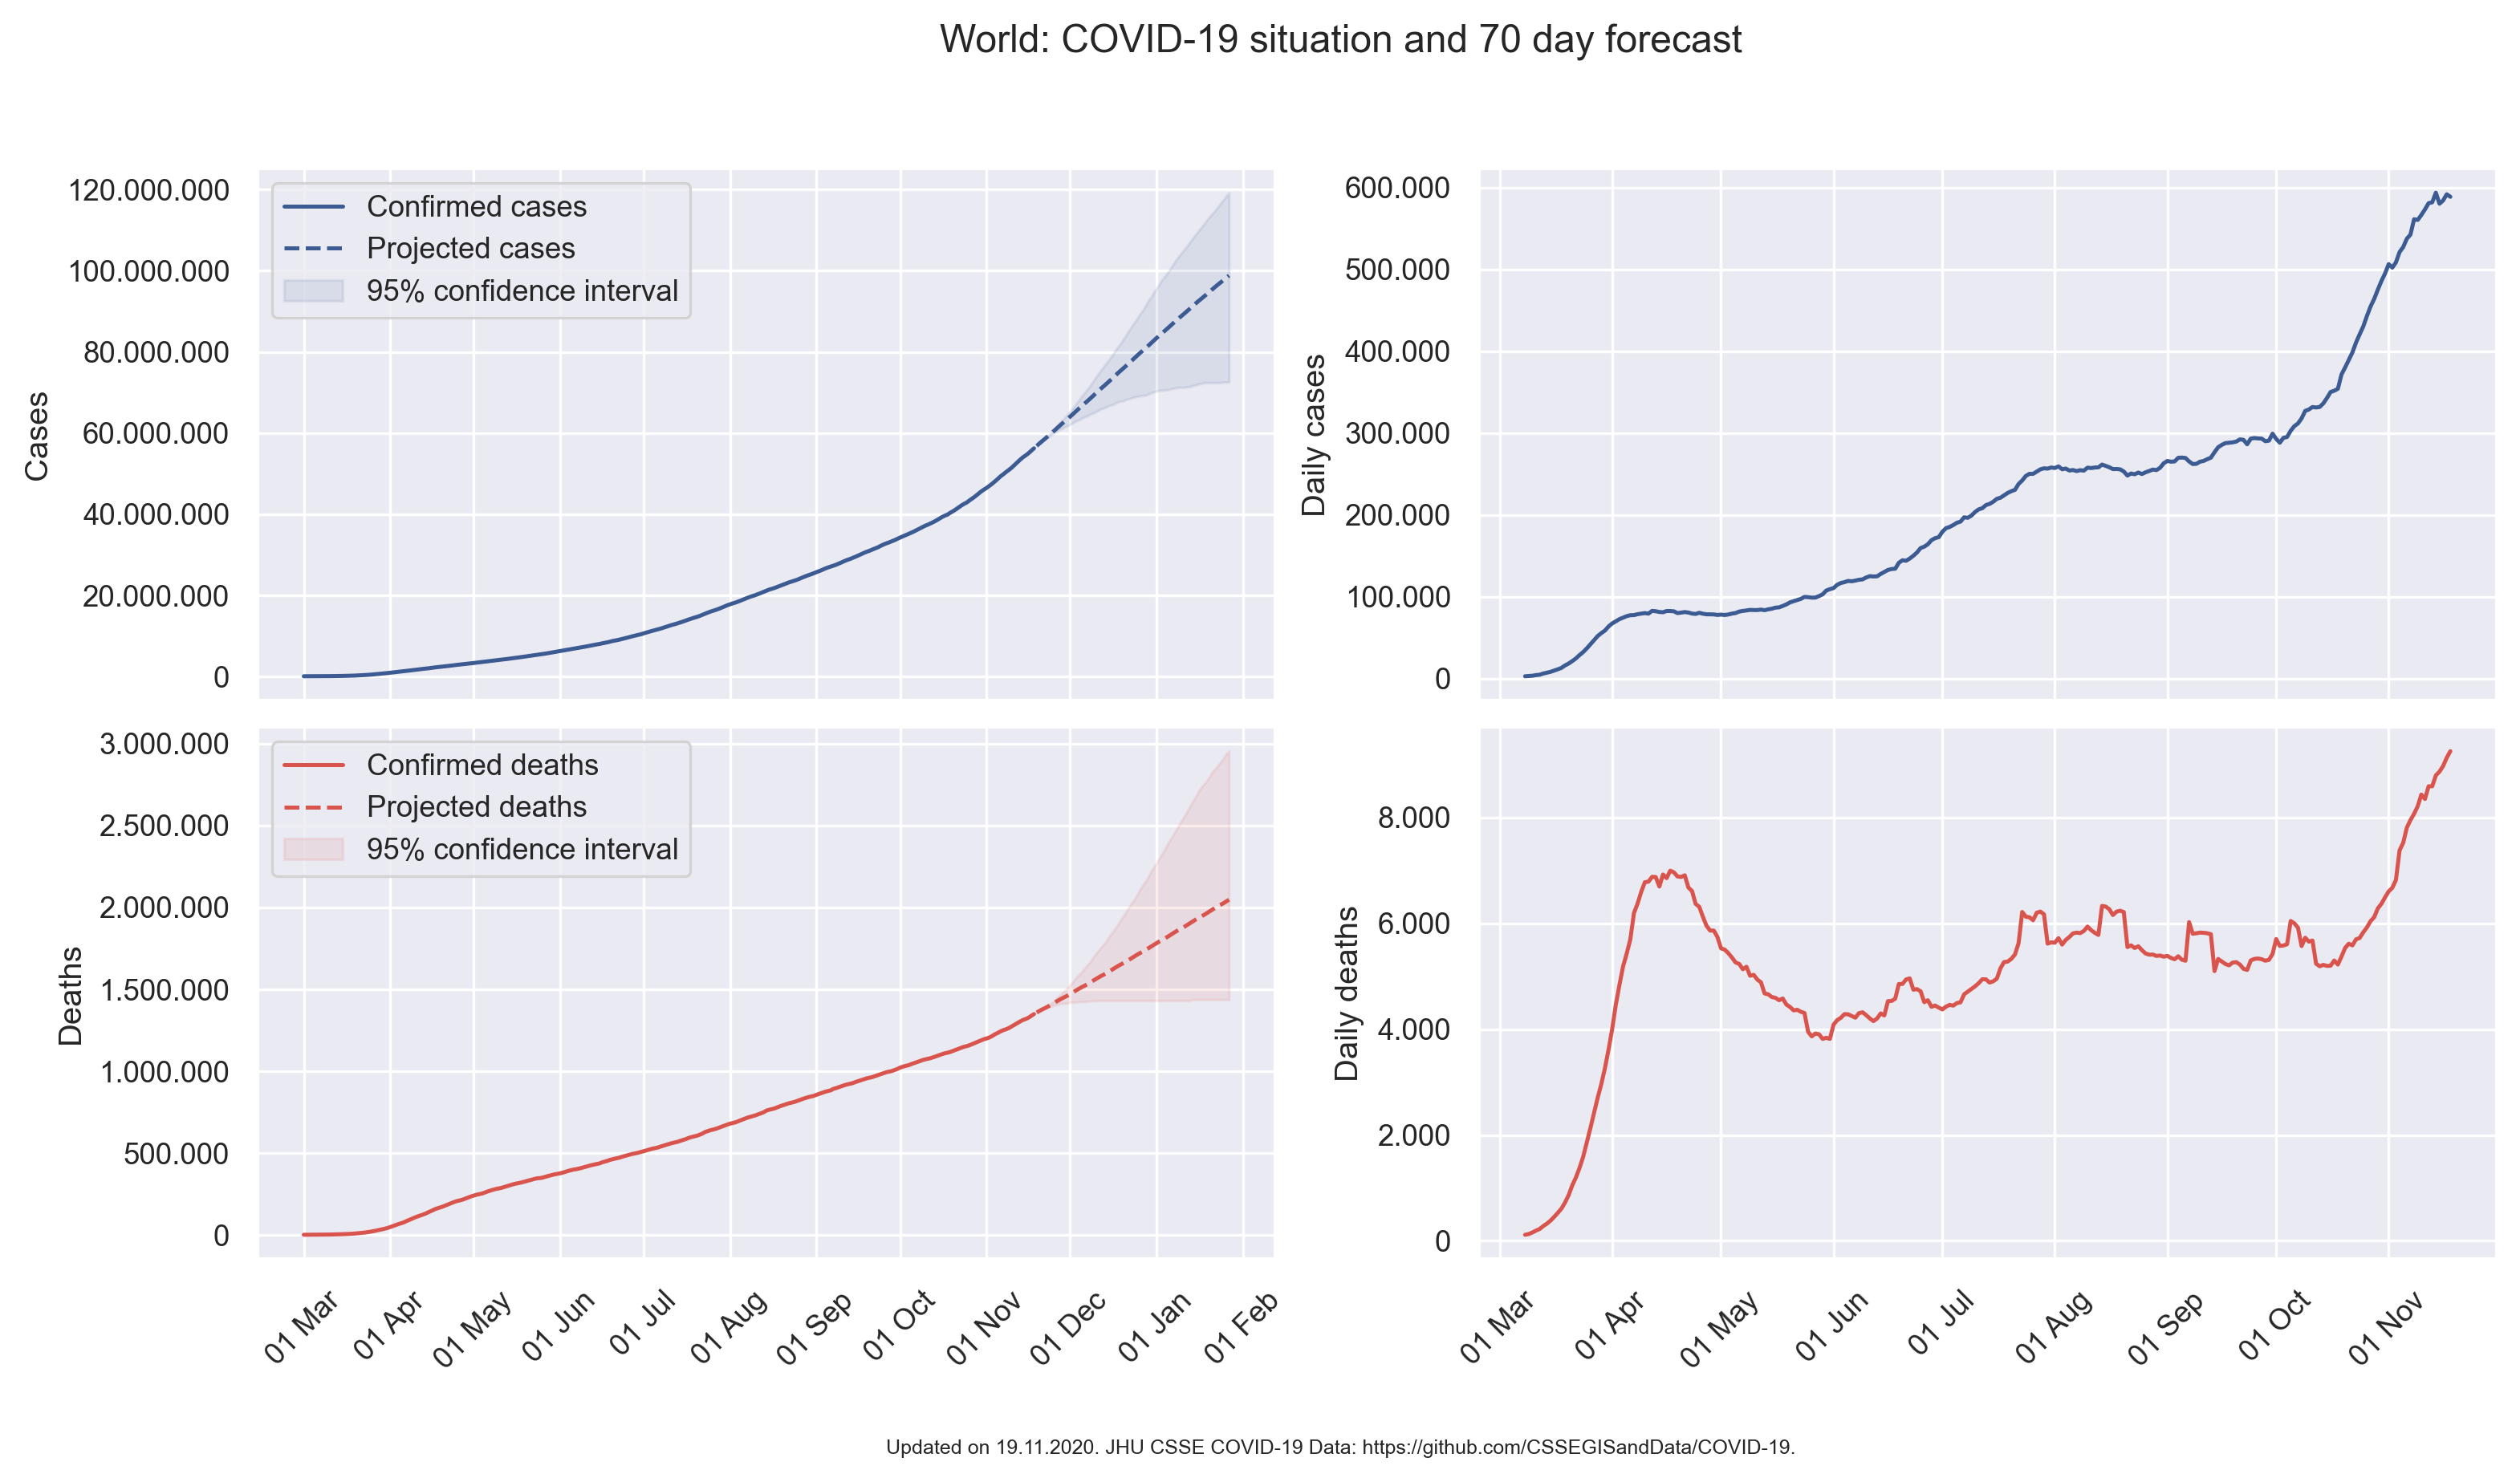 World: COVID-19 situation and 70 day forecast
Cases
120.000.000
100.000.000
80.000.000
60.000.000
40.000.000
20.000.000
0
Confirmed cases
Projected cases
95% confidence interval
Daily cases
600.000
500.000
400.000
300.000
200.000
100.000
0
Deaths
3.000.000
2.500.000
2.000.000
1.500.000
1.000.000
500.000
0
Confirmed deaths
Projected deaths
95% confidence interval
01 Mar
01 Apr
01 May
01 Jun
01 Jul
01 Aug
01 Sep
01 Oct
01 Nov
01 Dec
01 Jan
01 Feb
Daily deaths
8.000
6.000
4.000
2.000
0
01 Mar
01 Apr
01 May
01 Jun
01 Jul
01 Aug
01 Sep
01 Oct
01 Nov
Updated on 19.11.2020. JHU CSSE COVID-19 Data: https://github.com/CSSEGISandData/COVID-19.